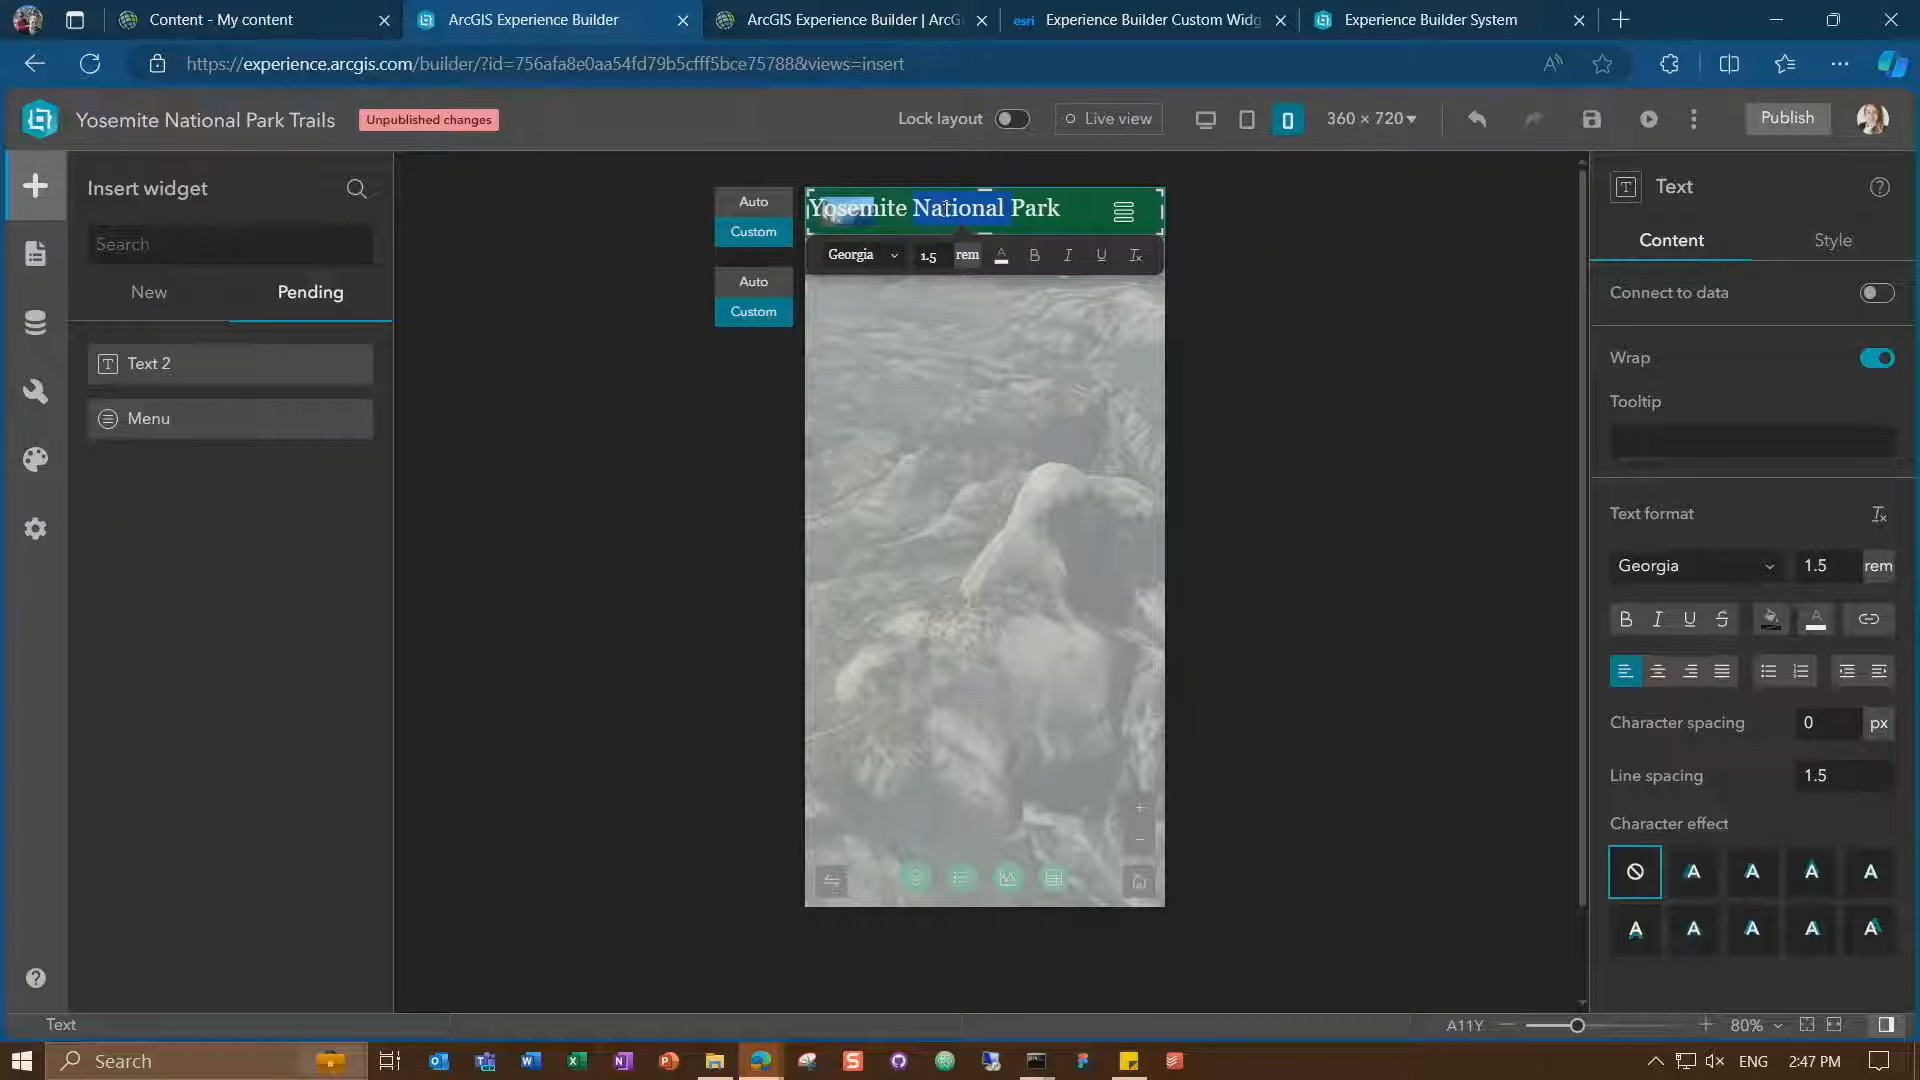 Content - My content
ArcGIS Experience Builder
ArcGIS Experience Builder | ArcG
esri Experience Builder Custom Widg
Experience Builder System
https://experience.arcgis.com/builder/?id=756afa8e0aa54fd79b5cfff5bce75788&views=insert
Yosemite National Park Trails
Unpublished changes
Lock layout
Live view
360 × 720
Publish
Insert widget
Search
New
Pending
Text 2
Menu
Auto
Custom
Auto
Custom
Yosemite National Park
Georgia
1.5
rem
B I U
Text
Content
Style
Connect to data
Wrap
Tooltip
Text format
Georgia
1.5
rem
B I U S A
Character spacing
0
px
Line spacing
1.5
Character effect
A A A A
A A A A A
Text
A11Y
80%
Search
ENG
2:47 PM